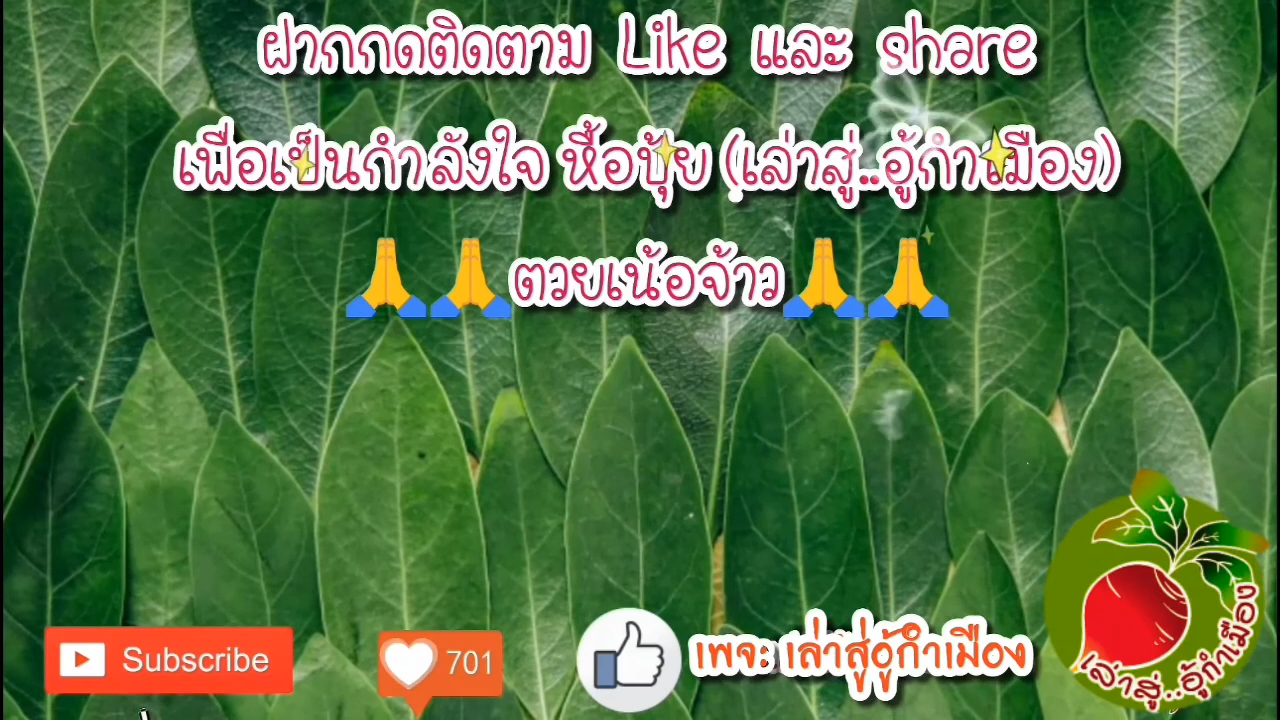 ฝากกดติดตาม Like และ share
เพื่อเป็นกำลังใจ หื้อปุ้ย (เล่าสู่..อู้กำเมือง)
🙏🙏ตวยเน้อจ้าว🙏🙏
Subscribe
701
เพจ: เล่าสู่อู้กำเมือง
เล่าสู่..อู้กำเมือง